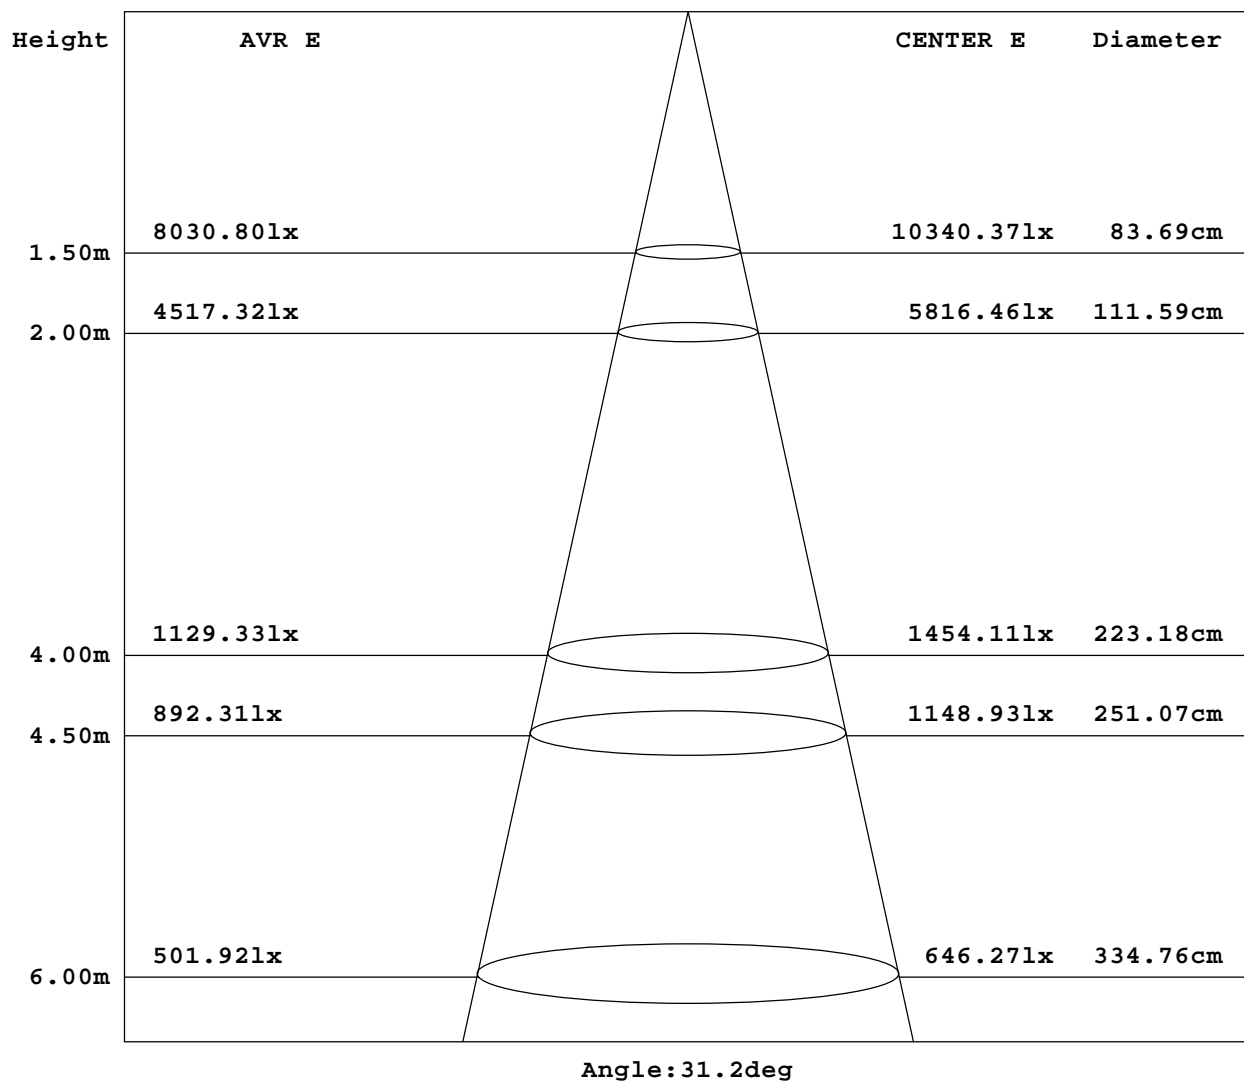 Height AVR E CENTER E Diameter
8030.80lx 10340.37lx 83.69cm
1.50m
4517.32lx 5816.46lx 111.59cm
2.00m
1129.33lx 1454.11lx 223.18cm
4.00m
892.31lx 1148.93lx 251.07cm
4.50m
501.92lx 646.27lx 334.76cm
6.00m
Angle:31.2deg